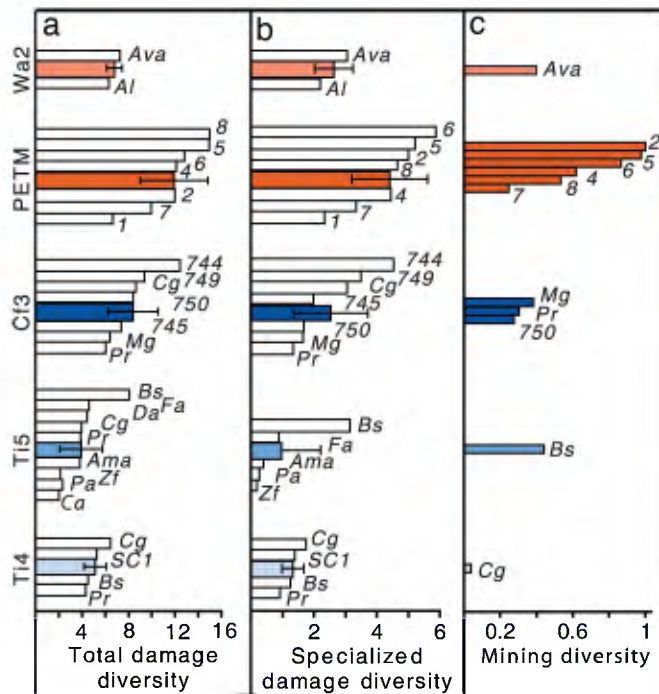 a
b
c
Wa2
Ava
Al
Ava
Al
Ava
PETM
8
5
6
4
2
7
1
6
5
2
8
4
7
1
2
5
6
4
8
7
Cf3
744
749
Cg
750
745
Mg
Pr
744
749
Cg
745
750
Mg
Pr
Mg
Pr
750
Ti5
Bs
Fa
Da
Cg
Pr
Ama
Zf
Pa
Ca
Bs
Fa
Ama
Pa
Zf
Bs
Ti4
Cg
SC1
Bs
Pr
Cg
SC1
Bs
Pr
Cg
4 8 12 16
0 2 4 6
0.2 0.6 1
Total damage
diversity
Specialized
damage diversity
Mining diversity